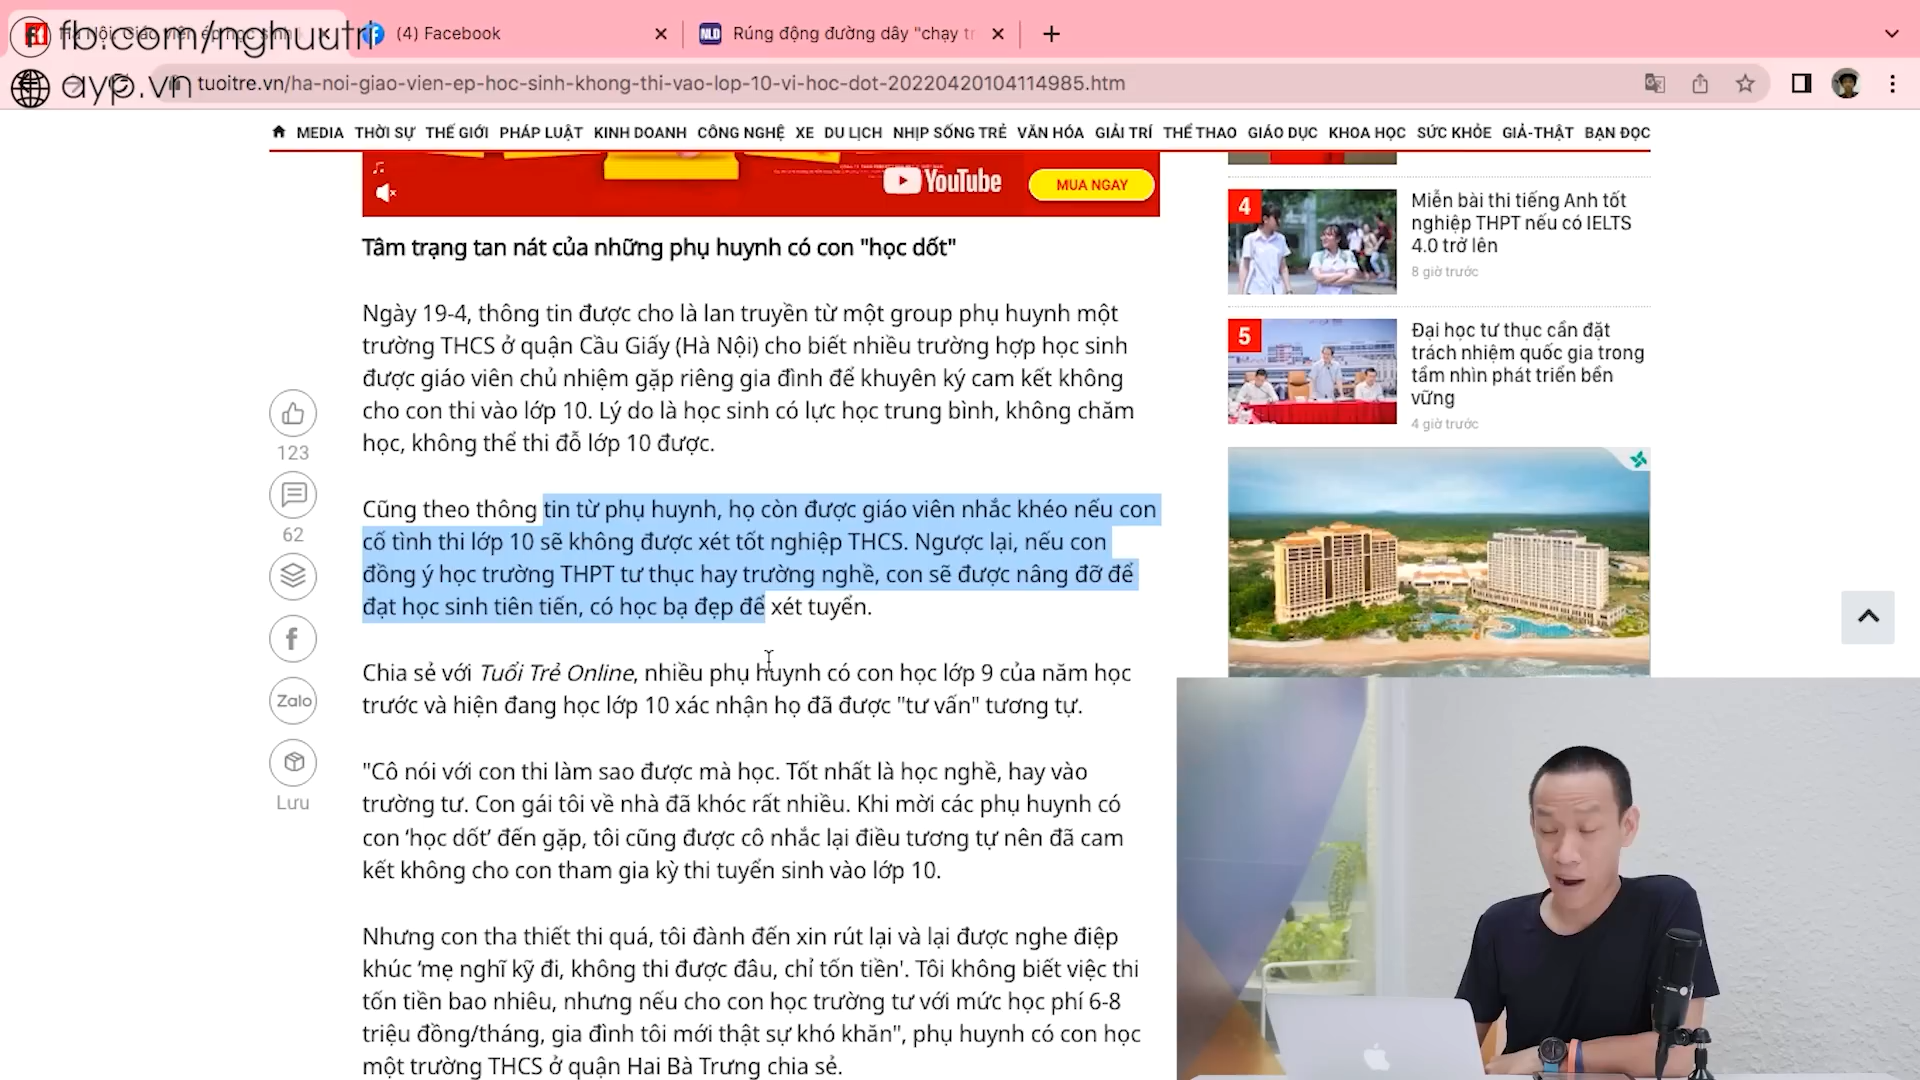 fb.com/nghuutri
(4) Facebook
NLD
Rúng động đường dây "chạy
ayp.vn
tuoitre.vn/ha-noi-giao-vien-ep-hoc-sinh-khong-thi-vao-lop-10-vi-hoc-dot-20220420104114985.htm
MEDIA THỜI SỰ THẾ GIỚI PHÁP LUẬT KINH DOANH CÔNG NGHỆ XE DU LỊCH NHỊP SỐNG TRẺ VĂN HÓA GIẢI TRÍ THỂ THAO GIÁO DỤC KHOA HỌC SỨC KHỎE GIẢ-THẬT BẠN ĐỌC
YouTube
MUA NGAY
Tâm trạng tan nát của những phụ huynh có con "học dốt"
Ngày 19-4, thông tin được cho là lan truyền từ một group phụ huynh một
trường THCS ở quận Cầu Giấy (Hà Nội) cho biết nhiều trường hợp học sinh
được giáo viên chủ nhiệm gặp riêng gia đình để khuyên ký cam kết không
cho con thi vào lớp 10. Lý do là học sinh có lực học trung bình, không chăm
học, không thể thi đỗ lớp 10 được.
Cũng theo thông tin từ phụ huynh, họ còn được giáo viên nhắc khéo nếu con
cố tình thi lớp 10 sẽ không được xét tốt nghiệp THCS. Ngược lại, nếu con
đồng ý học trường THPT tư thục hay trường nghề, con sẽ được nâng đỡ để
đạt học sinh tiên tiến, có học bạ đẹp để xét tuyển.
Chia sẻ với Tuổi Trẻ Online, nhiều phụ huynh có con học lớp 9 của năm học
trước và hiện đang học lớp 10 xác nhận họ đã được "tư vấn" tương tự.
"Cô nói với con thi làm sao được mà học. Tốt nhất là học nghề, hay vào
trường tư. Con gái tôi về nhà đã khóc rất nhiều. Khi mời các phụ huynh có
con ‘học dốt’ đến gặp, tôi cũng được cô nhắc lại điều tương tự nên đã cam
kết không cho con tham gia kỳ thi tuyển sinh vào lớp 10.
Nhưng con tha thiết thi quá, tôi đành đến xin rút lại và lại được nghe điệp
khúc ‘mẹ nghĩ kỹ đi, không thi được đâu, chỉ tốn tiền'. Tôi không biết việc thi
tốn tiền bao nhiêu, nhưng nếu cho con học trường tư với mức học phí 6-8
triệu đồng/tháng, gia đình tôi mới thật sự khó khăn", phụ huynh có con học
một trường THCS ở quận Hai Bà Trưng chia sẻ.
123
62
Zalo
Lưu
4
Miễn bài thi tiếng Anh tốt
nghiệp THPT nếu có IELTS
4.0 trở lên
8 giờ trước
5
Đại học tư thục cần đặt
trách nhiệm quốc gia trong
tầm nhìn phát triển bền
vững
4 giờ trước